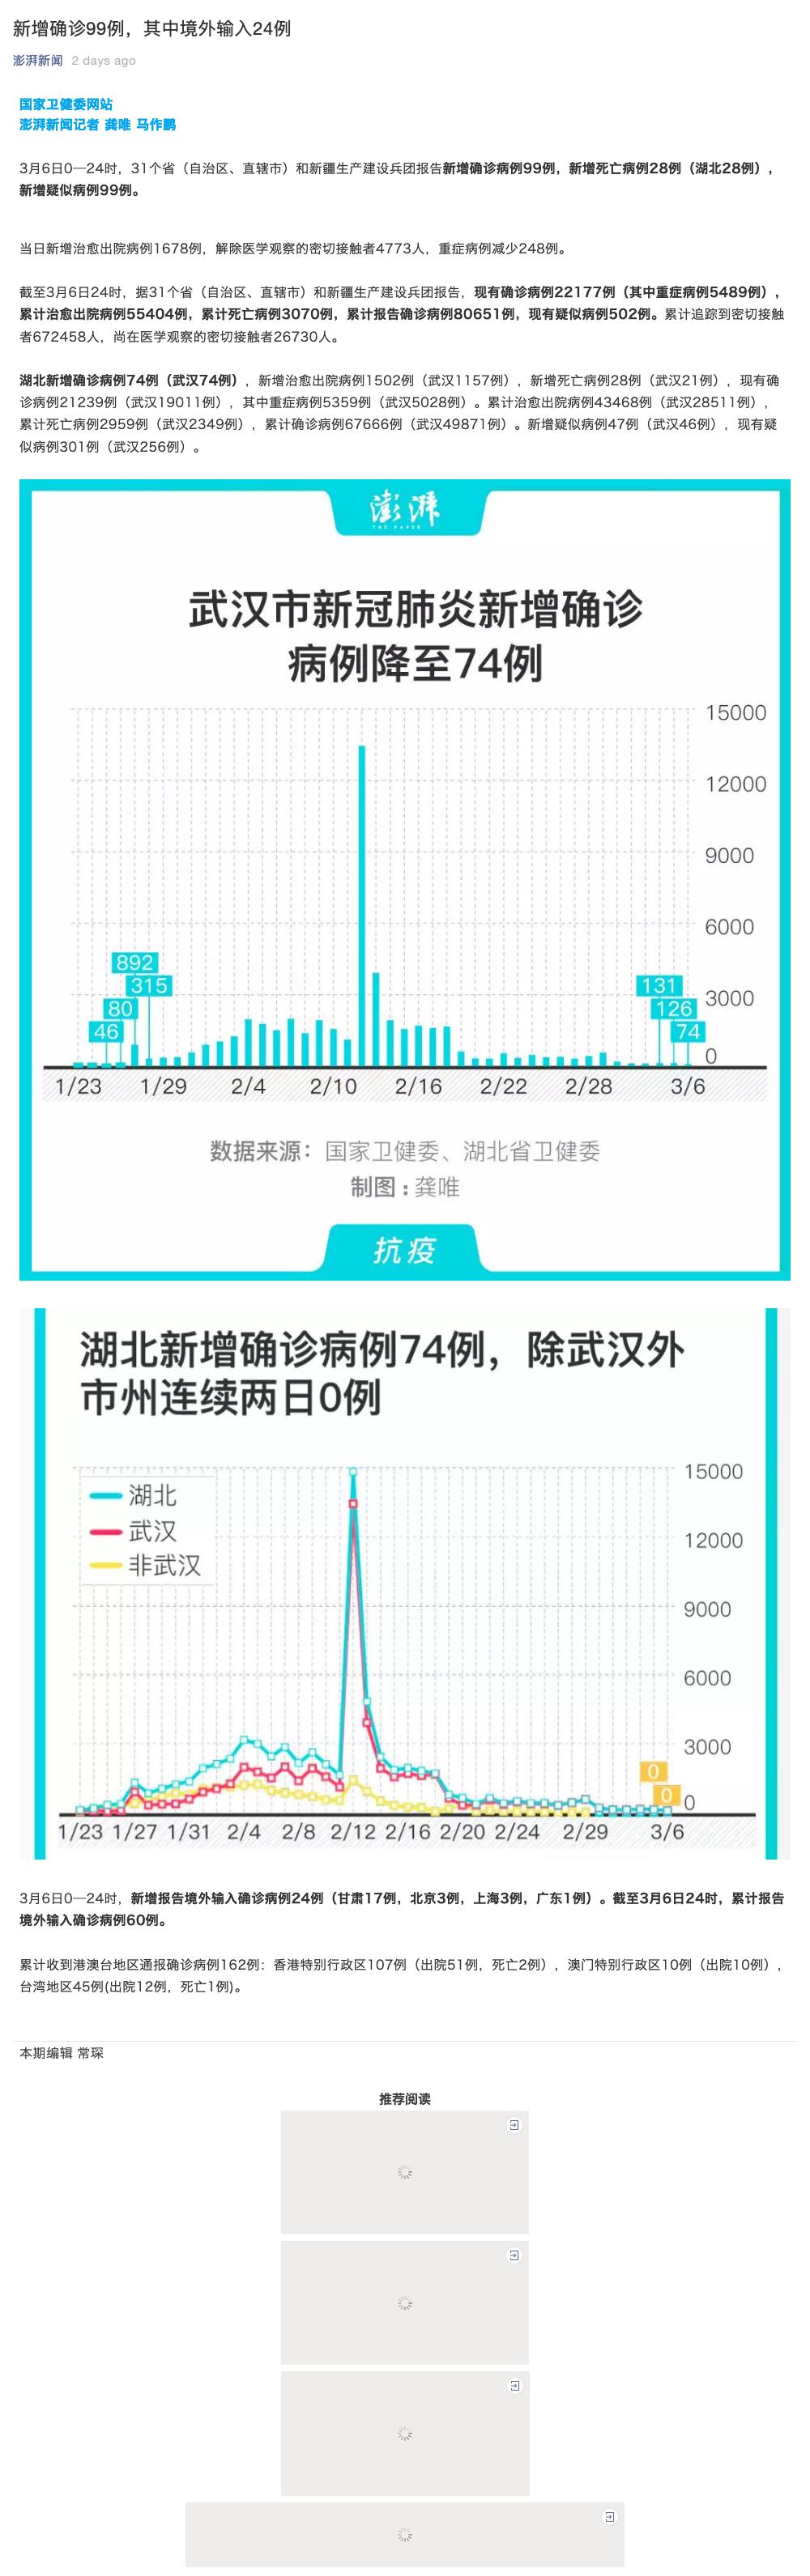 新增确诊99例，其中境外输入24例
澎湃新闻 2 days ago
国家卫健委网站
澎湃新闻记者 龚唯 马作鹏
3月6日0—24时，31个省（自治区、直辖市）和新疆生产建设兵团报告新增确诊病例99例，新增死亡病例28例（湖北28例），
新增疑似病例99例。
当日新增治愈出院病例1678例，解除医学观察的密切接触者4773人，重症病例减少248例。
截至3月6日24时，据31个省（自治区、直辖市）和新疆生产建设兵团报告，现有确诊病例22177例（其中重症病例5489例），
累计治愈出院病例55404例，累计死亡病例3070例，累计报告确诊病例80651例，现有疑似病例502例。累计追踪到密切接触
者672458人，尚在医学观察的密切接触者26730人。
湖北新增确诊病例74例（武汉74例），新增治愈出院病例1502例（武汉1157例），新增死亡病例28例（武汉21例），现有确
诊病例21239例（武汉19011例），其中重症病例5359例（武汉5028例）。累计治愈出院病例43468例（武汉28511例），
累计死亡病例2959例（武汉2349例），累计确诊病例67666例（武汉49871例）。新增疑似病例47例（武汉46例），现有疑
似病例301例（武汉256例）。
澎湃
THE PAPER
武汉市新冠肺炎新增确诊
病例降至74例
15000
12000
9000
6000
3000
0
892
315
80
46
131
126
74
1/23 1/29 2/4 2/10 2/16 2/22 2/28 3/6
数据来源：国家卫健委、湖北省卫健委
制图：龚唯
抗疫
湖北新增确诊病例74例，除武汉外
市州连续两日0例
湖北
武汉
非武汉
15000
12000
9000
6000
3000
0
0
0
1/23 1/27 1/31 2/4 2/8 2/12 2/16 2/20 2/24 2/29 3/6
3月6日0—24时，新增报告境外输入确诊病例24例（甘肃17例，北京3例，上海3例，广东1例）。截至3月6日24时，累计报告
境外输入确诊病例60例。
累计收到港澳台地区通报确诊病例162例：香港特别行政区107例（出院51例，死亡2例），澳门特别行政区10例（出院10例），
台湾地区45例(出院12例，死亡1例)。
本期编辑 常琛
推荐阅读